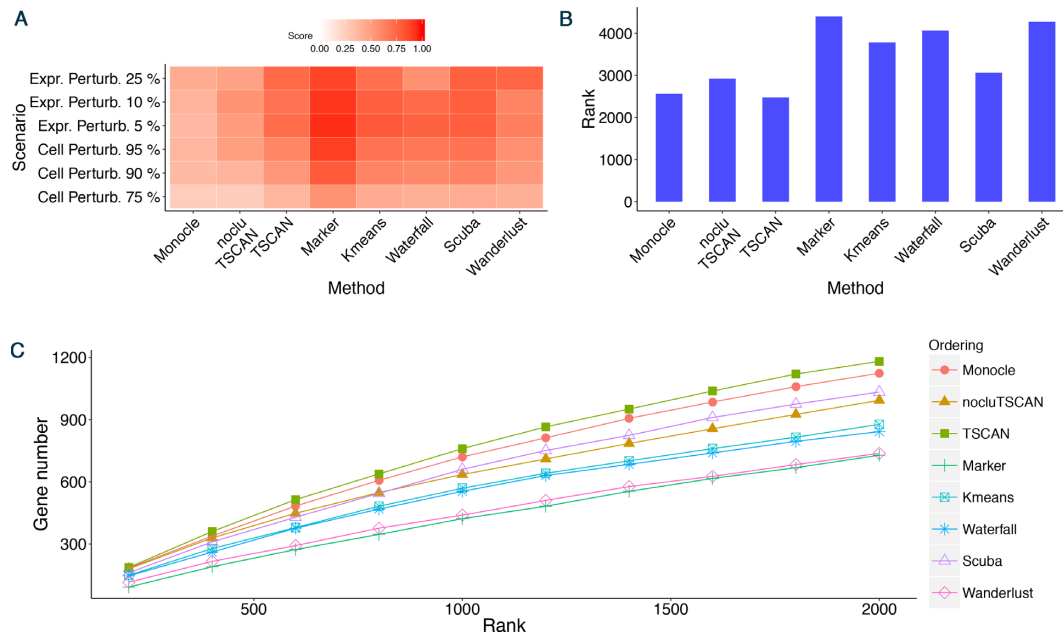 A
Score
0.00 0.25 0.50 0.75 1.00
Scenario
Expr. Perturb. 25 %
Expr. Perturb. 10 %
Expr. Perturb. 5 %
Cell Perturb. 95 %
Cell Perturb. 90 %
Cell Perturb. 75 %
Monocle
noclu
TSCAN
TSCAN
Marker
Kmeans
Waterfall
Scuba
Wanderlust
Method
B
Rank
4000
3000
2000
1000
0
Monocle
noclu
TSCAN
TSCAN
Marker
Kmeans
Waterfall
Scuba
Wanderlust
Method
C
Gene number
1200
900
600
300
500 1000 1500 2000
Rank
Ordering
Monocle
nocluTSCAN
TSCAN
Marker
Kmeans
Waterfall
Scuba
Wanderlust